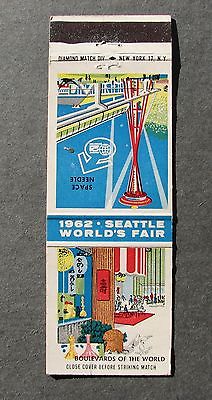 DIAMOND MATCH DIV. - NEW YORK 17, N.Y.
SPACE
NEEDLE
1962 · SEATTLE
WORLD'S FAIR
BOULEVARDS OF THE WORLD
CLOSE COVER BEFORE STRIKING MATCH